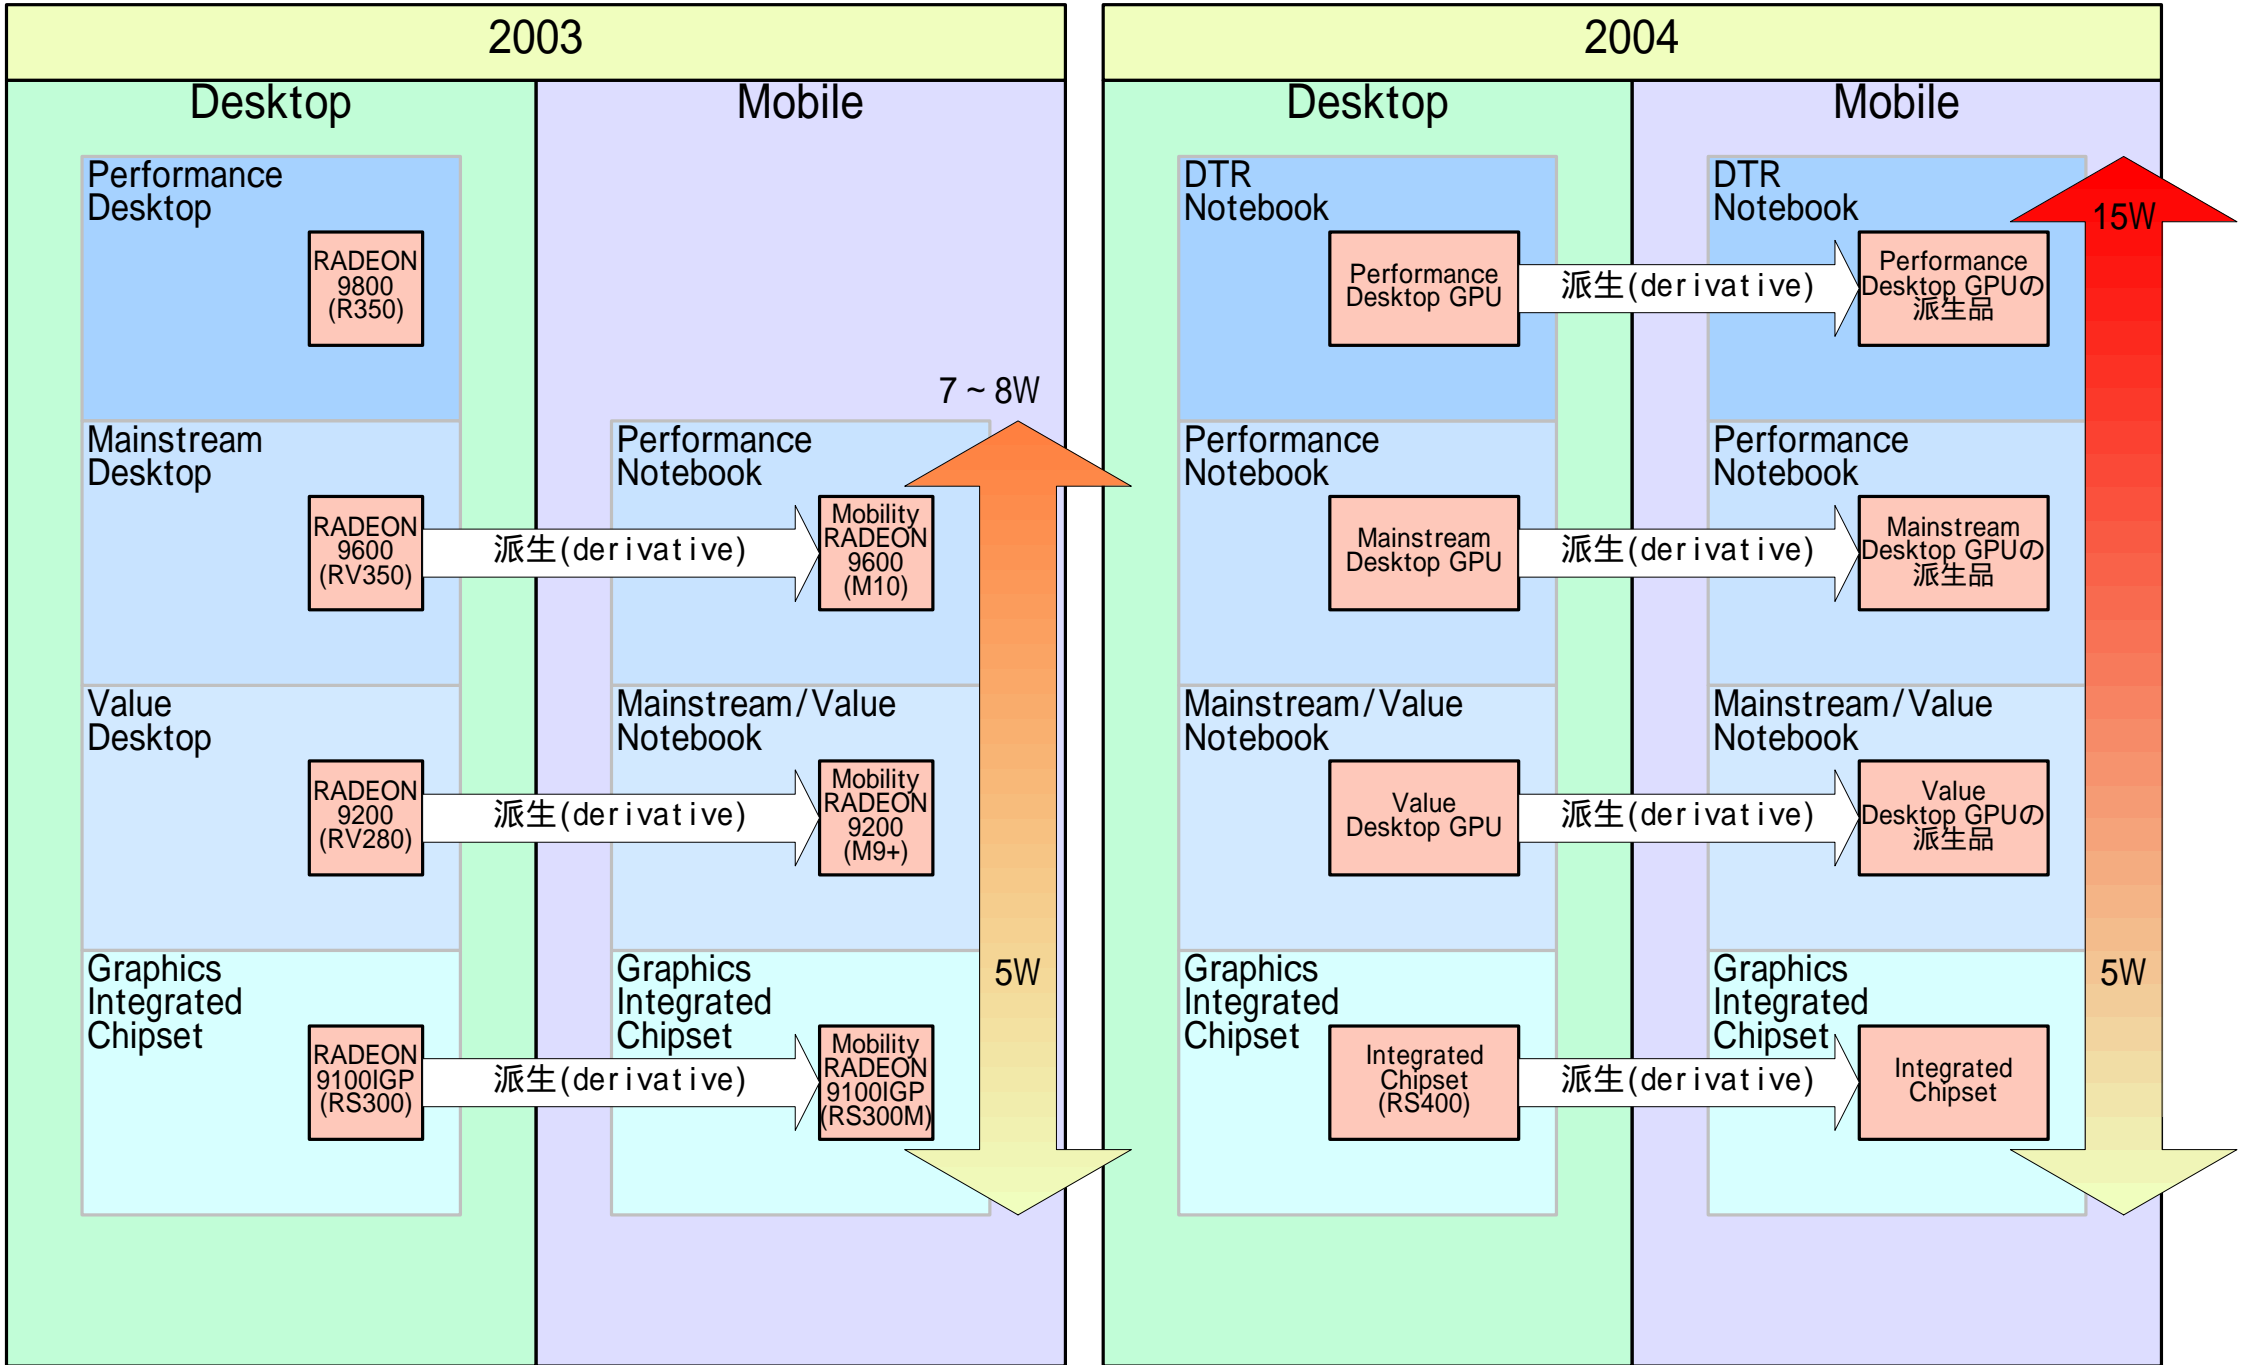 2003
Desktop
Mobile
Performance
Desktop
RADEON
9800
(R350)
7 ~ 8W
Mainstream
Desktop
RADEON
9600
(RV350)
派生(derivative)
Performance
Notebook
Mobility
RADEON
9600
(M10)
Value
Desktop
RADEON
9200
(RV280)
派生(derivative)
Mainstream/Value
Notebook
Mobility
RADEON
9200
(M9+)
Graphics
Integrated
Chipset
RADEON
9100IGP
(RS300)
派生(derivative)
Graphics
Integrated
Chipset
Mobility
RADEON
9100IGP
(RS300M)
5W
2004
Desktop
Mobile
DTR
Notebook
Performance
Desktop GPU
派生(derivative)
DTR
Notebook
Performance
Desktop GPUの
派生品
15W
Performance
Notebook
Mainstream
Desktop GPU
派生(derivative)
Performance
Notebook
Mainstream
Desktop GPUの
派生品
Mainstream/Value
Notebook
Value
Desktop GPU
派生(derivative)
Mainstream/Value
Notebook
Value
Desktop GPUの
派生品
Graphics
Integrated
Chipset
Integrated
Chipset
(RS400)
派生(derivative)
Graphics
Integrated
Chipset
Integrated
Chipset
5W